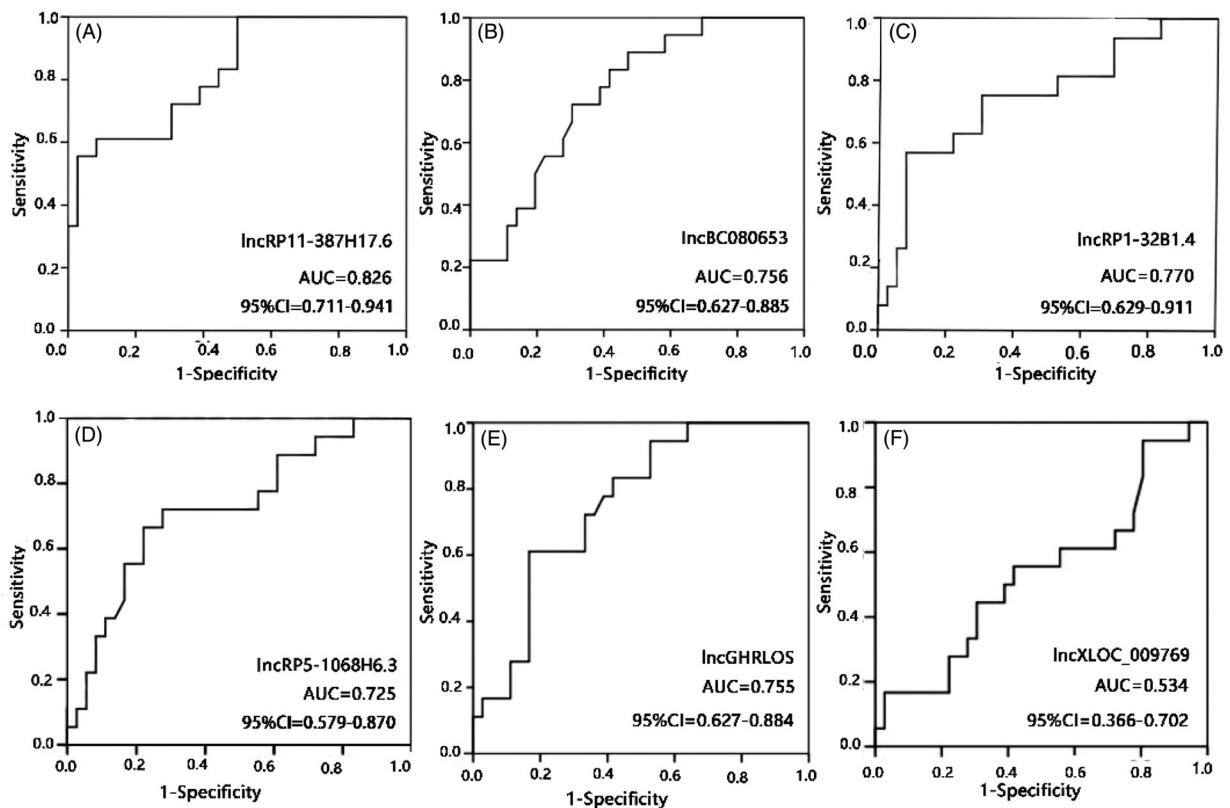 (A)
Sensitivity
1.0
0.8
0.6
0.4
0.2
0.0
lncRP11-387H17.6
AUC=0.826
95%CI=0.711-0.941
0.0 0.2 0.4 0.6 0.8 1.0
1-Specificity
(B)
Sensitivity
1.0
0.8
0.6
0.4
0.2
0.0
lncBC080653
AUC=0.756
95%CI=0.627-0.885
0.0 0.2 0.4 0.6 0.8 1.0
1-Specificity
(C)
Sensitivity
1.0
0.8
0.6
0.4
0.2
0.0
lncRP1-32B1.4
AUC=0.770
95%CI=0.629-0.911
0.0 0.2 0.4 0.6 0.8 1.0
1-Specificity
(D)
Sensitivity
1.0
0.8
0.6
0.4
0.2
0.0
lncRP5-1068H6.3
AUC=0.725
95%CI=0.579-0.870
0.0 0.2 0.4 0.6 0.8 1.0
1-Specificity
(E)
Sensitivity
1.0
0.8
0.6
0.4
0.2
0.0
lncGHRLOS
AUC=0.755
95%CI=0.627-0.884
0.0 0.2 0.4 0.6 0.8 1.0
1-Specificity
(F)
Sensitivity
1.0
0.8
0.6
0.4
0.2
0.0
lncXLOC_009769
AUC=0.534
95%CI=0.366-0.702
0.0 0.2 0.4 0.6 0.8 1.0
1-Specificity